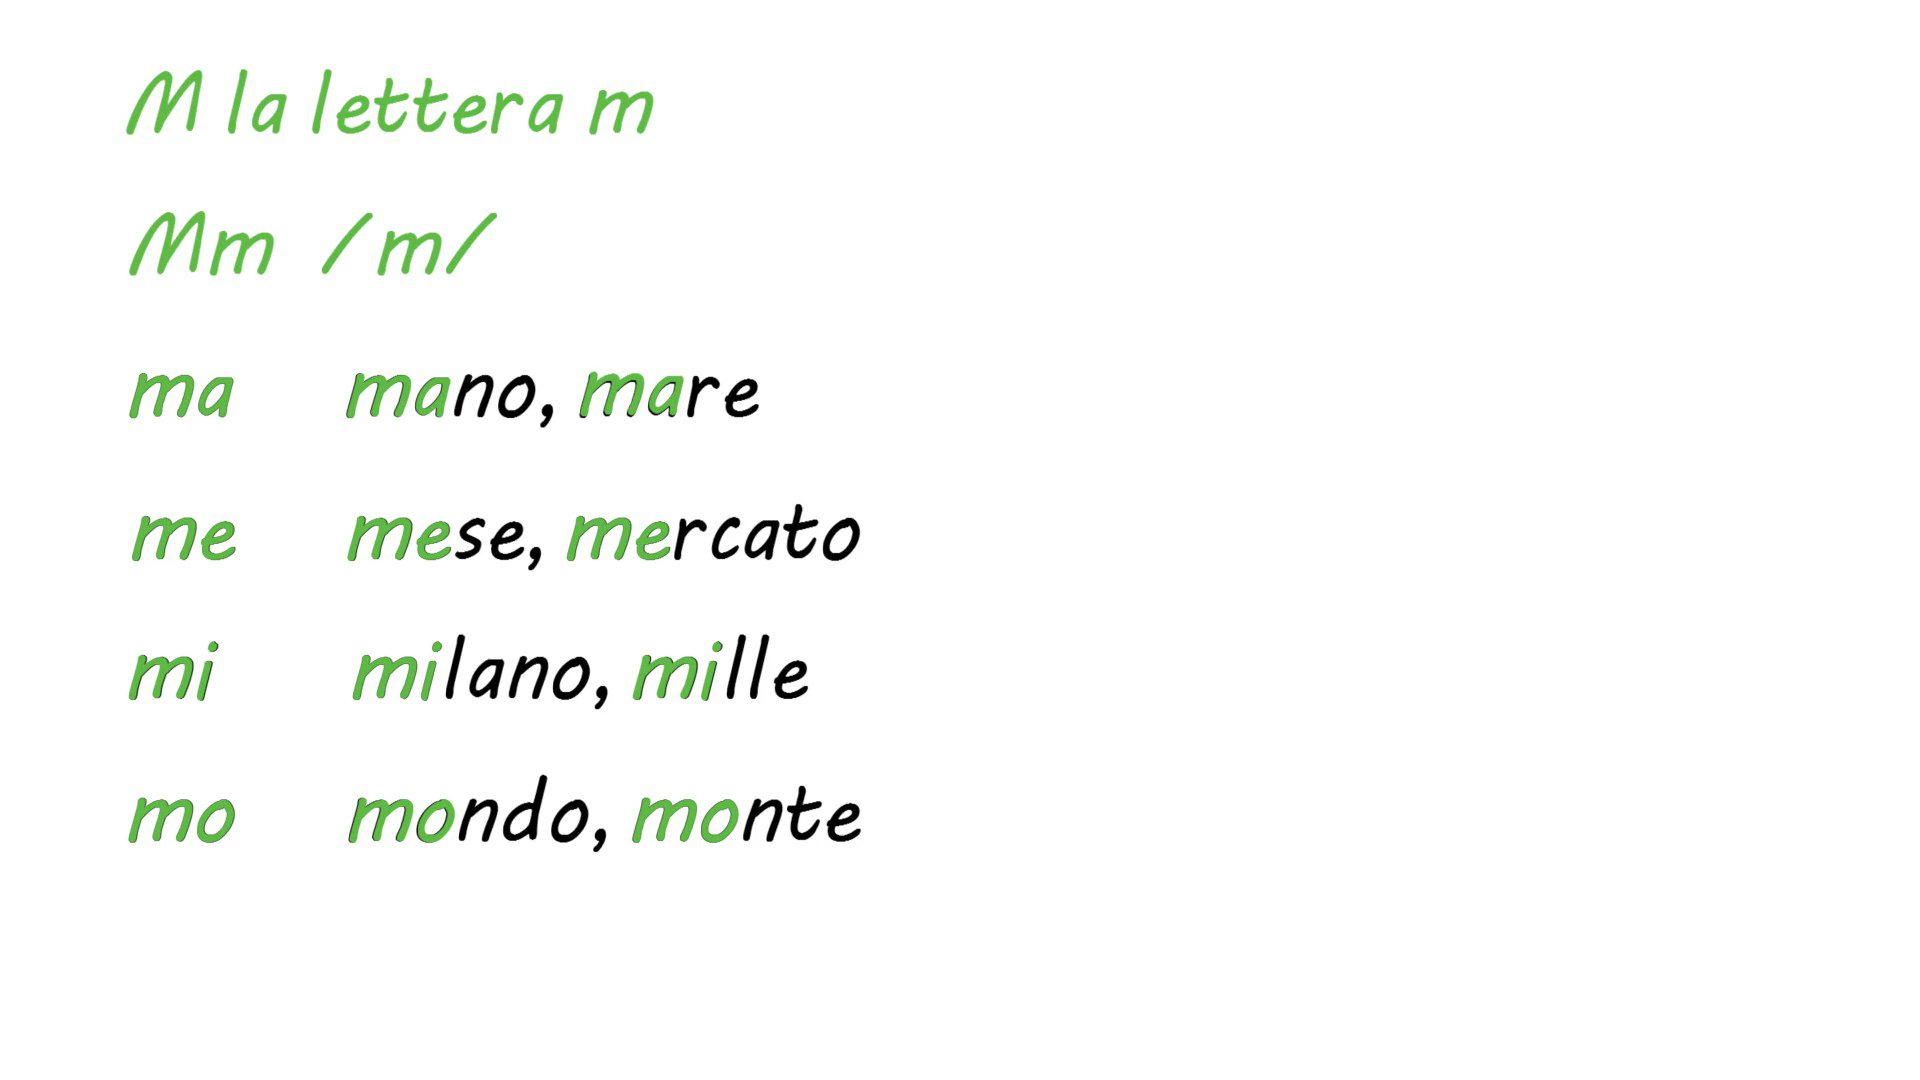 M la lettera m
Mm /m/
ma mano, mare
me mese, mercato
mi milano, mille
mo mondo, monte